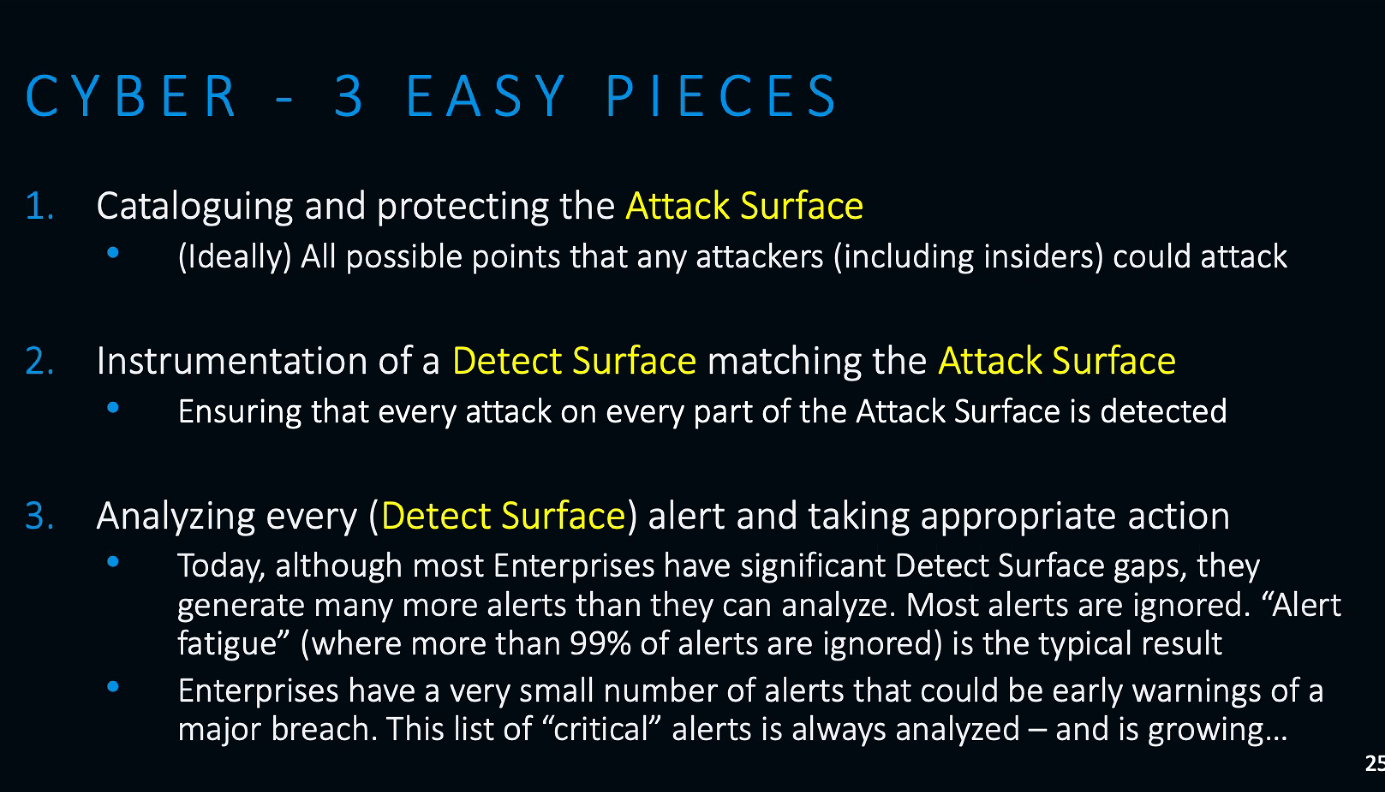 CYBER - 3 EASY PIECES
1. Cataloguing and protecting the Attack Surface
• (Ideally) All possible points that any attackers (including insiders) could attack
2. Instrumentation of a Detect Surface matching the Attack Surface
• Ensuring that every attack on every part of the Attack Surface is detected
3. Analyzing every (Detect Surface) alert and taking appropriate action
• Today, although most Enterprises have significant Detect Surface gaps, they
generate many more alerts than they can analyze. Most alerts are ignored. “Alert
fatigue” (where more than 99% of alerts are ignored) is the typical result
• Enterprises have a very small number of alerts that could be early warnings of a
major breach. This list of “critical” alerts is always analyzed – and is growing…
25